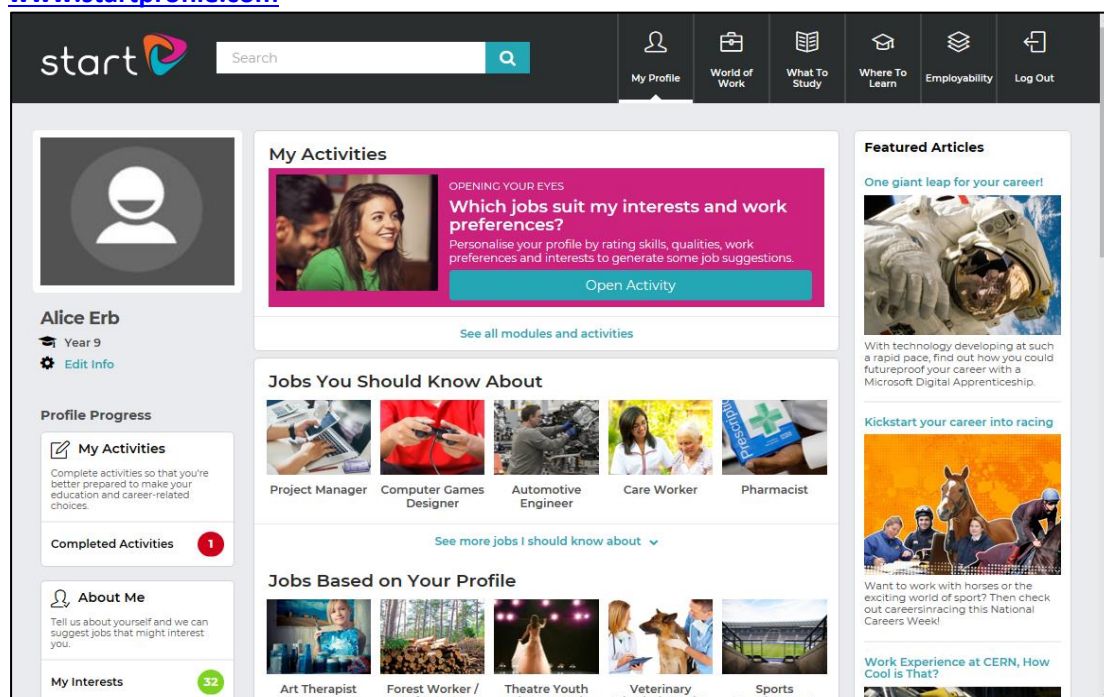 www.startprofile.com
start
Search
My Profile
World of
Work
What To
Study
Where To
Learn
Employability
Log Out
Alice Erb
Year 9
Edit Info
Profile Progress
My Activities
Complete activities so that you're
better prepared to make your
education and career-related
choices.
Completed Activities 1
About Me
Tell us about yourself and we can
suggest jobs that might interest
you.
My Interests 32
My Activities
OPENING YOUR EYES
Which jobs suit my interests and work
preferences?
Personalise your profile by rating skills, qualities, work
preferences and interests to generate some job suggestions.
Open Activity
See all modules and activities
Jobs You Should Know About
Prescriptio
Project Manager
Computer Games
Designer
Automotive
Engineer
Care Worker
Pharmacist
See more jobs I should know about
Jobs Based on Your Profile
Art Therapist
Forest Worker /
Theatre Youth
Veterinary
Sports
Featured Articles
One giant leap for your career!
With technology developing at such
a rapid pace, find out how you could
futureproof your career with a
Microsoft Digital Apprenticeship.
Kickstart your career into racing
Want to work with horses or the
exciting world of sport? Then check
out careersinracing this National
Careers Week!
Work Experience at CERN, How
Cool is That?